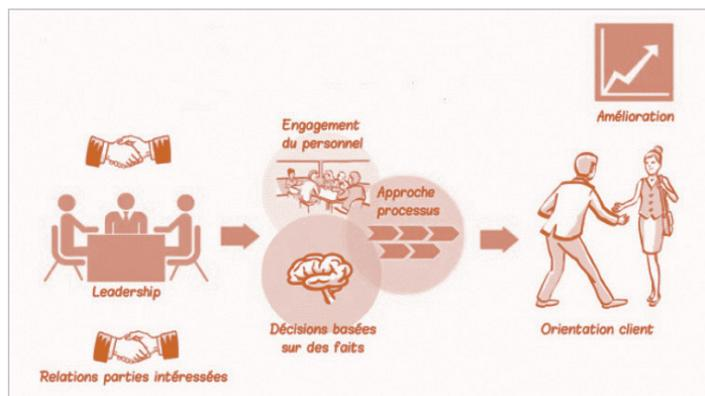 Amélioration
Engagement
du personnel
Approche
processus
Leadership
Décisions basées
sur des faits
Orientation client
Relations parties intéressées